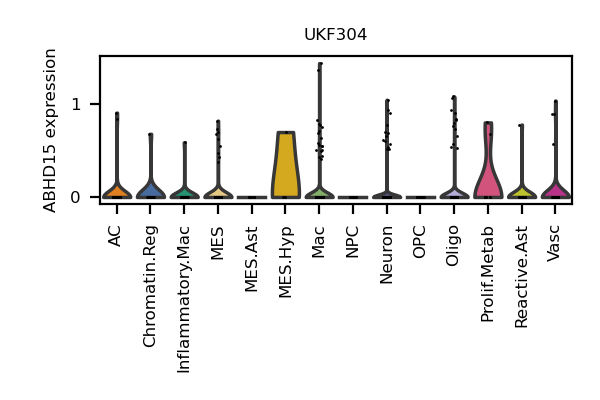 UKF304
ABHD15 expression
1
0
AC
Chromatin.Reg
Inflammatory.Mac
MES
MES.Ast
MES.Hyp
Mac
NPC
Neuron
OPC
Oligo
Prolif.Metab
Reactive.Ast
Vasc